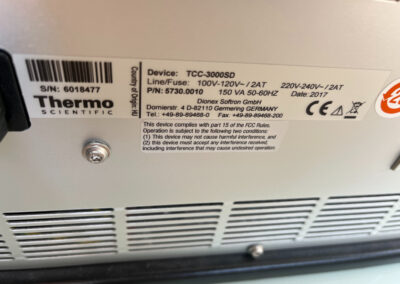 S/N: 6018477
Thermo
SCIENTIFIC
Country of Origin: HU
Device: TCC-3000SD
Line/Fuse: 100V-120V~ / 2AT 220V-240V~ / 2AT
P/N: 5730.0010 150 VA 50-60HZ Date: 2017
Dionex Softron GmbH
Dornierstr. 4 D-82110 Germering GERMANY
Tel.: +49-89-89468-0 Fax. +49-89-89468-200
CE
This device complies with part 15 of the FCC Rules.
Operation is subject to the following two conditions:
(1) This device may not cause harmful interference, and
(2) this device must accept any interference received,
including interference that may cause undesired operation.